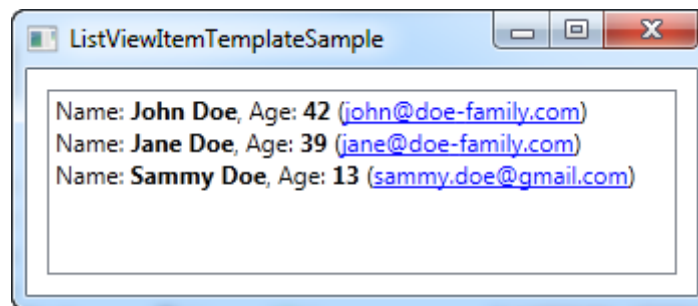 ListViewItemTemplateSample
Name: John Doe, Age: 42 (john@doe-family.com)
Name: Jane Doe, Age: 39 (jane@doe-family.com)
Name: Sammy Doe, Age: 13 (sammy.doe@gmail.com)